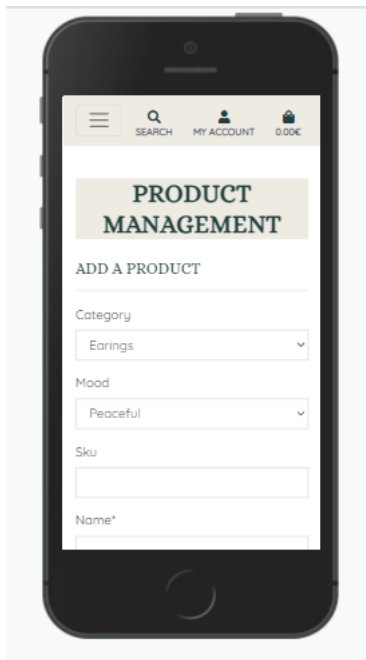 SEARCH
MY ACCOUNT
0.00€
PRODUCT
MANAGEMENT
ADD A PRODUCT
Category
Earings
Mood
Peaceful
Sku
Name*